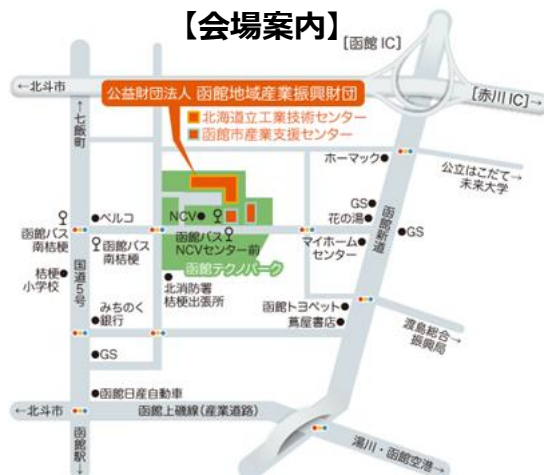 【会場案内】
[函館IC]
←北斗市
[赤川IC]→
公益財団法人 函館地域産業振興財団
北海道立工業技術センター
函館市産業支援センター
←七飯町
ホーマック
公立はこだて→
未来大学
ベルコ
NCV
GS
花の湯
GS
函館新道
函館バス
南桔梗
函館バス
南桔梗
函館バス
NCVセンター前
マイホーム
センター
函館テクノパーク
桔梗
小学校
国道5号
北消防署
桔梗出張所
みちのく
銀行
函館トヨペット
蔦屋書店
渡島総合→
振興局
GS
函館日産自動車
←北斗市
函館上磯線(産業道路)
函館駅→
湯川・函館空港→